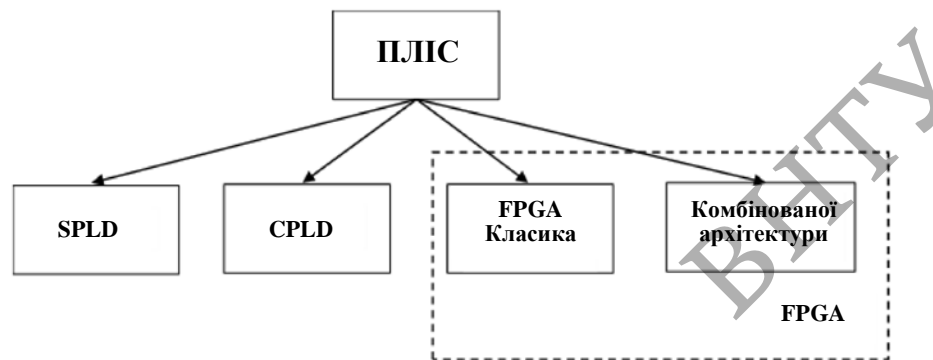 ПЛІС
SPLD
CPLD
FPGA
Класика
Комбінованої
архітектури
FPGA
ВНТУ